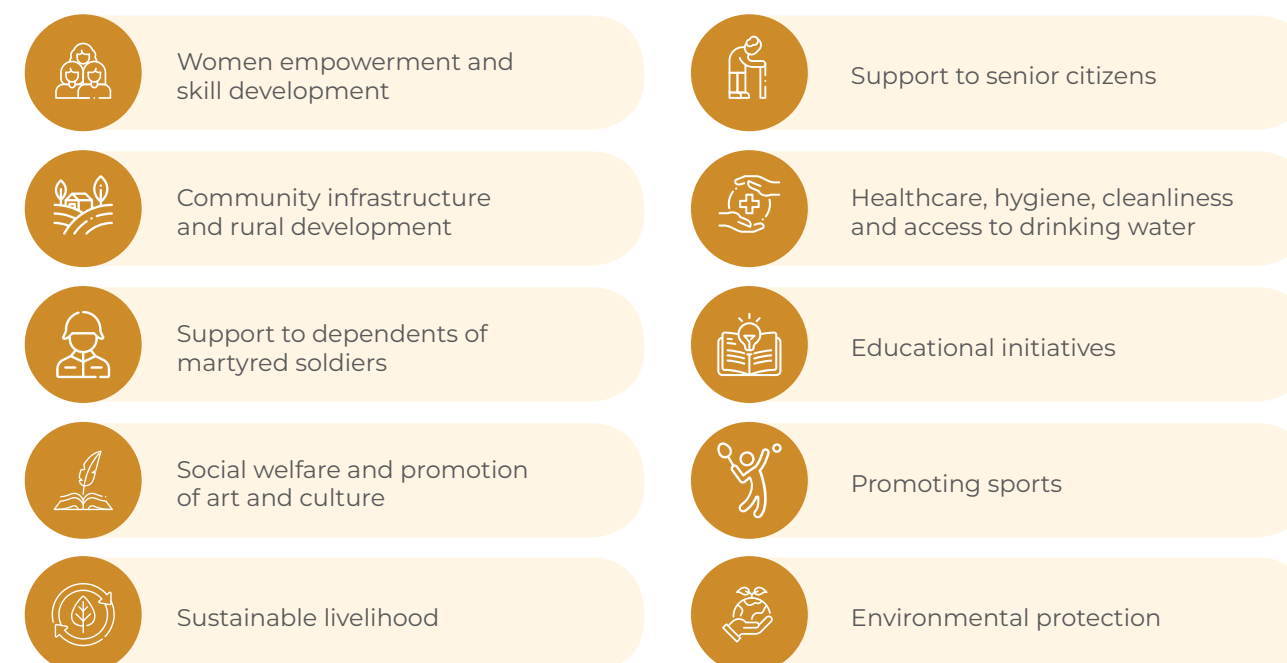 Women empowerment and
skill development
Support to senior citizens
Community infrastructure
and rural development
Healthcare, hygiene, cleanliness
and access to drinking water
Support to dependents of
martyred soldiers
Educational initiatives
Social welfare and promotion
of art and culture
Promoting sports
Sustainable livelihood
Environmental protection